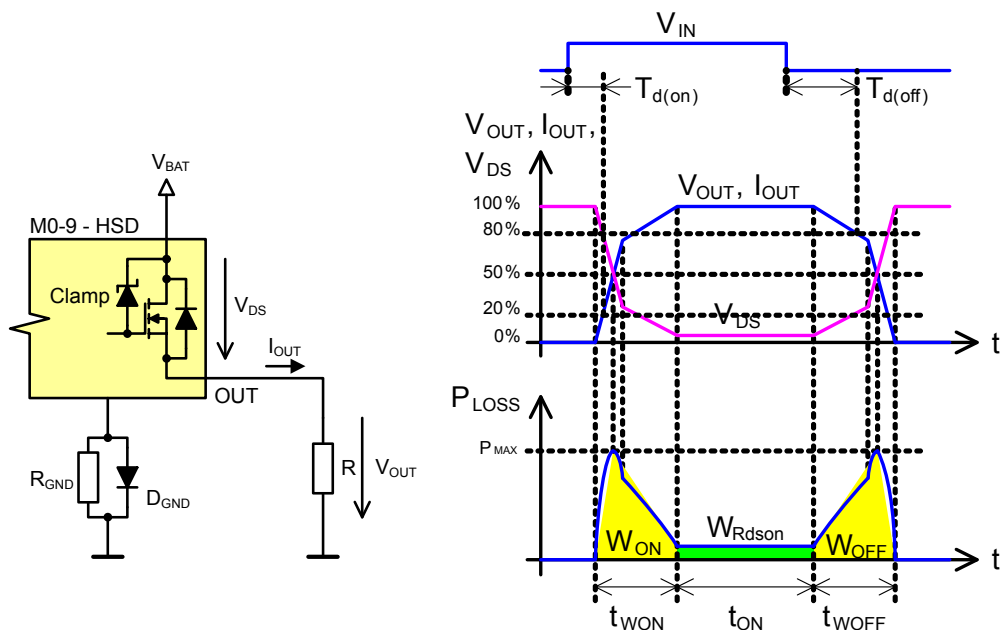 V_BAT
M0-9 - HSD
Clamp
V_DS
I_OUT
OUT
R_GND
D_GND
R
V_OUT
V_IN
T_d(on)
T_d(off)
V_OUT, I_OUT,
V_DS
V_OUT, I_OUT
100%
80%
50%
20%
0%
V_DS
t
P_LOSS
P_MAX
W_ON
W_Rdson
W_OFF
t
t_WON
t_ON
t_WOFF